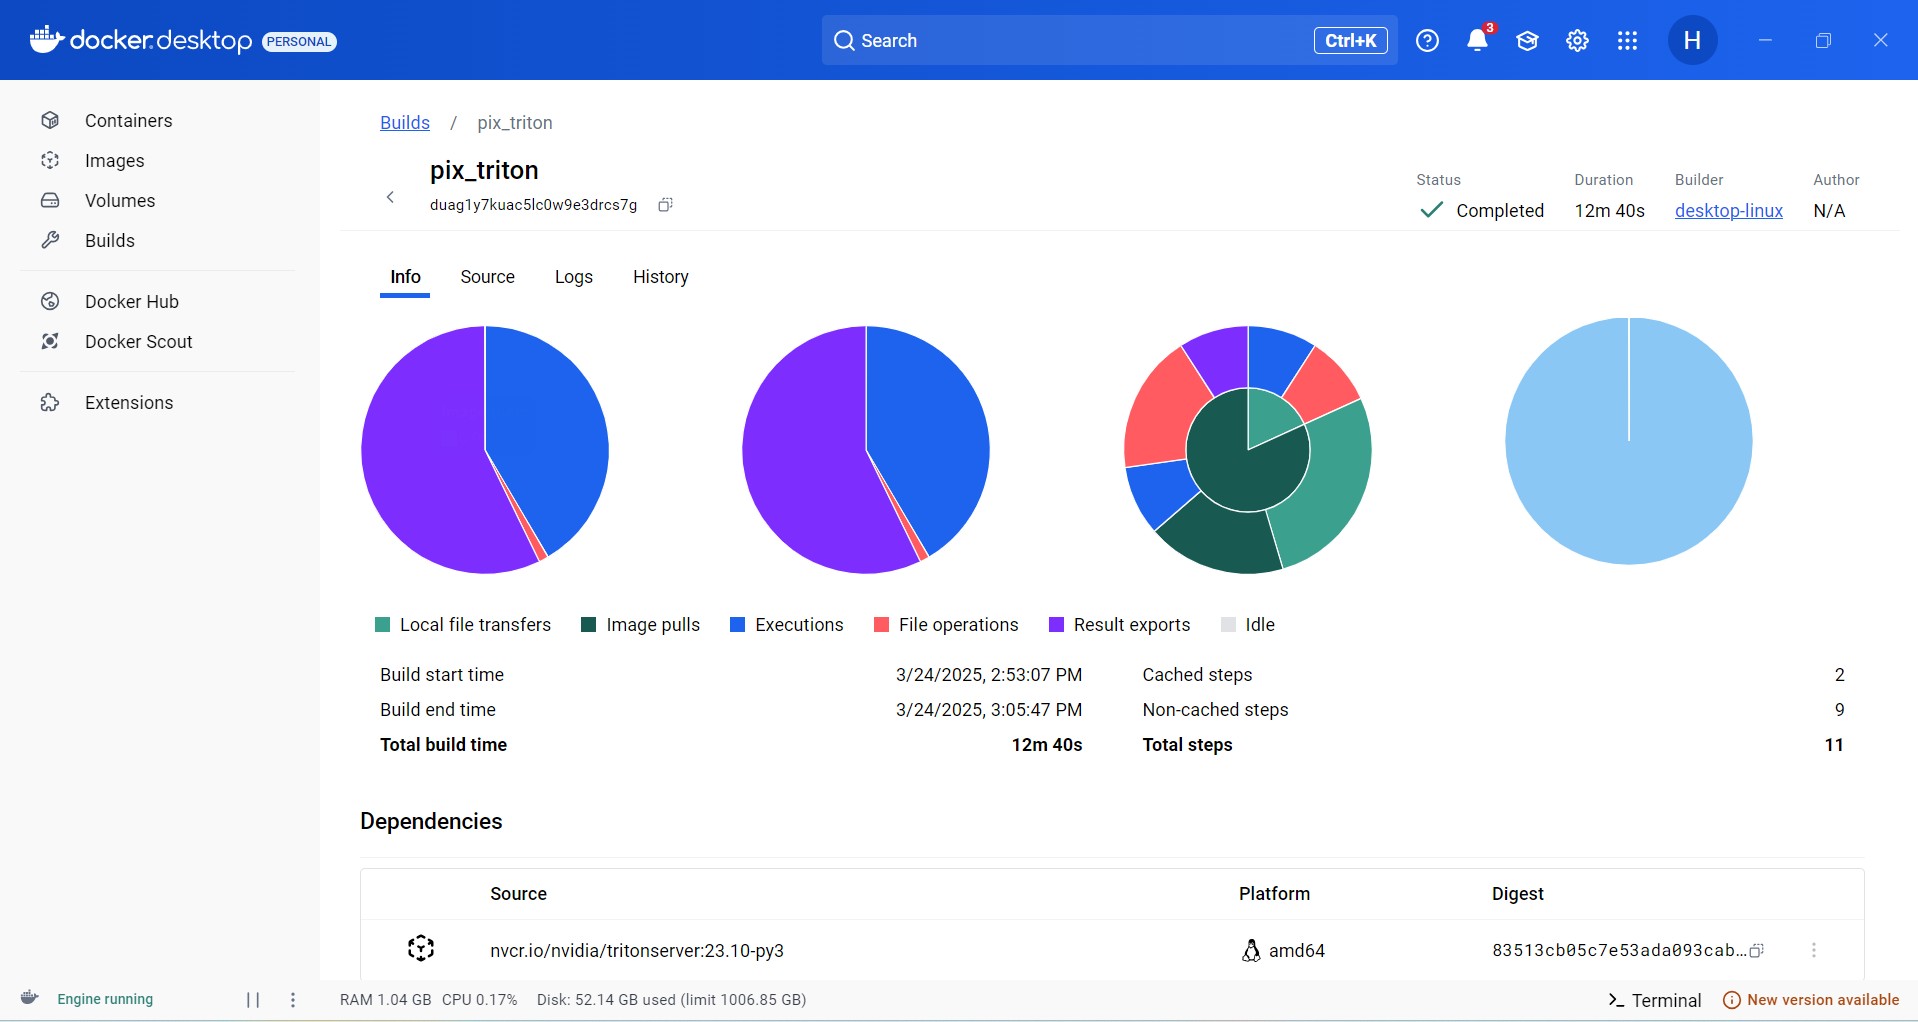 docker.desktop PERSONAL
Search
Ctrl+K
3
H
Containers
Images
Volumes
Builds
Docker Hub
Docker Scout
Extensions
Builds / pix_triton
pix_triton
duag1y7kuac5lc0w9e3drcs7g
Status
Completed
Duration
12m 40s
Builder
desktop-linux
Author
N/A
Info Source Logs History
Local file transfers Image pulls Executions File operations Result exports Idle
Build start time 3/24/2025, 2:53:07 PM
Build end time 3/24/2025, 3:05:47 PM
Total build time 12m 40s
Cached steps 2
Non-cached steps 9
Total steps 11
Dependencies
Source Platform Digest
nvcr.io/nvidia/tritonserver:23.10-py3 amd64 83513cb05c7e53ada093cab...
Engine running
RAM 1.04 GB CPU 0.17% Disk: 52.14 GB used (limit 1006.85 GB)
Terminal
New version available